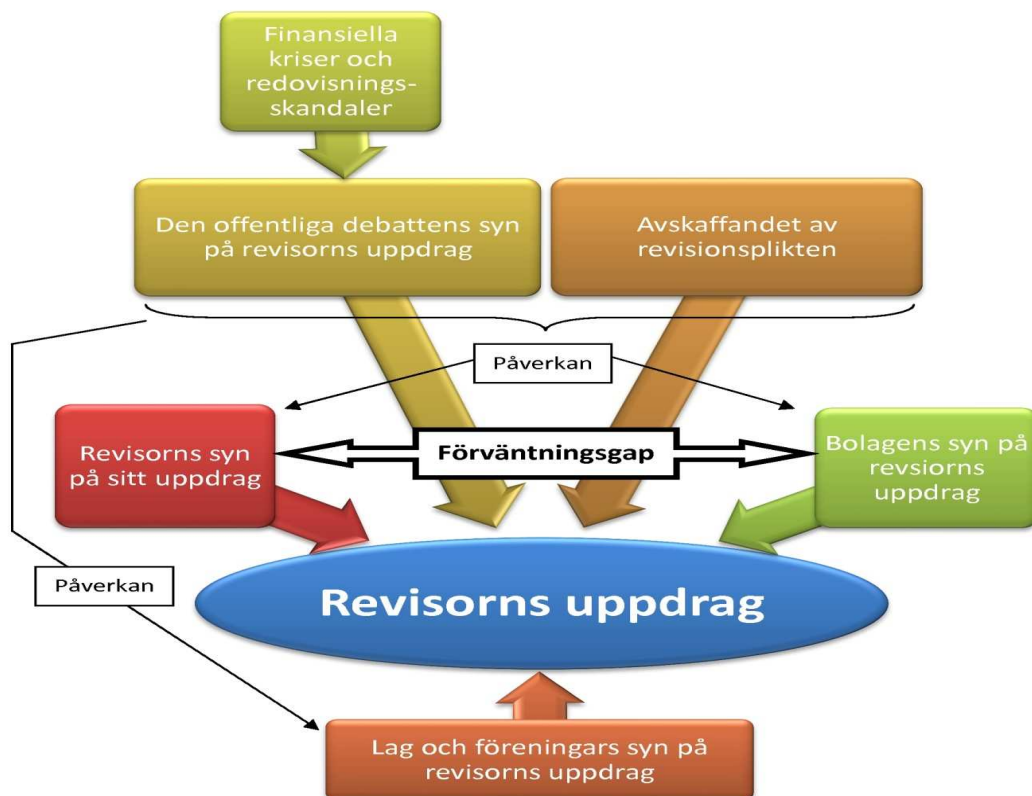 Finansiella
kriser och
redovisnings-
skandaler
Den offentliga debattens syn
på revisorns uppdrag
Avskaffandet av
revisionsplikten
Påverkan
Revisorns syn
på sitt uppdrag
Förväntningsgap
Bolagens syn på
revsiorns
uppdrag
Påverkan
Revisorns uppdrag
Lag och föreningars syn på
revisorns uppdrag